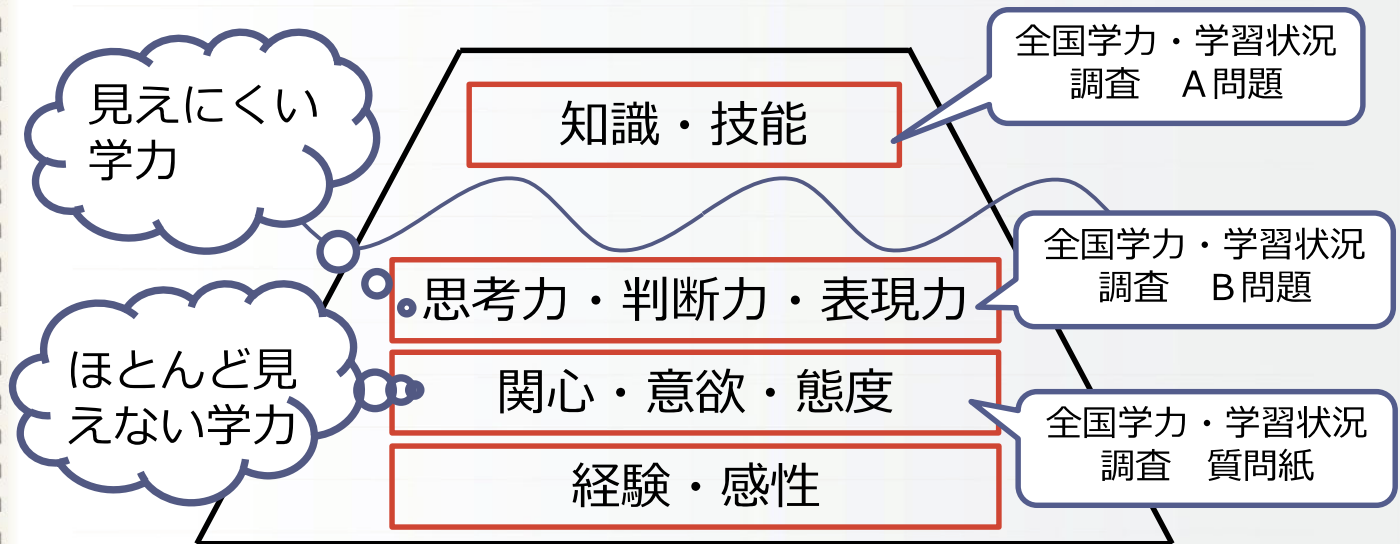 全国学力・学習状況
調査　A問題
見えにくい
学力
知識・技能
全国学力・学習状況
調査　B問題
思考力・判断力・表現力
ほとんど見
えない学力
関心・意欲・態度
全国学力・学習状況
調査　質問紙
経験・感性